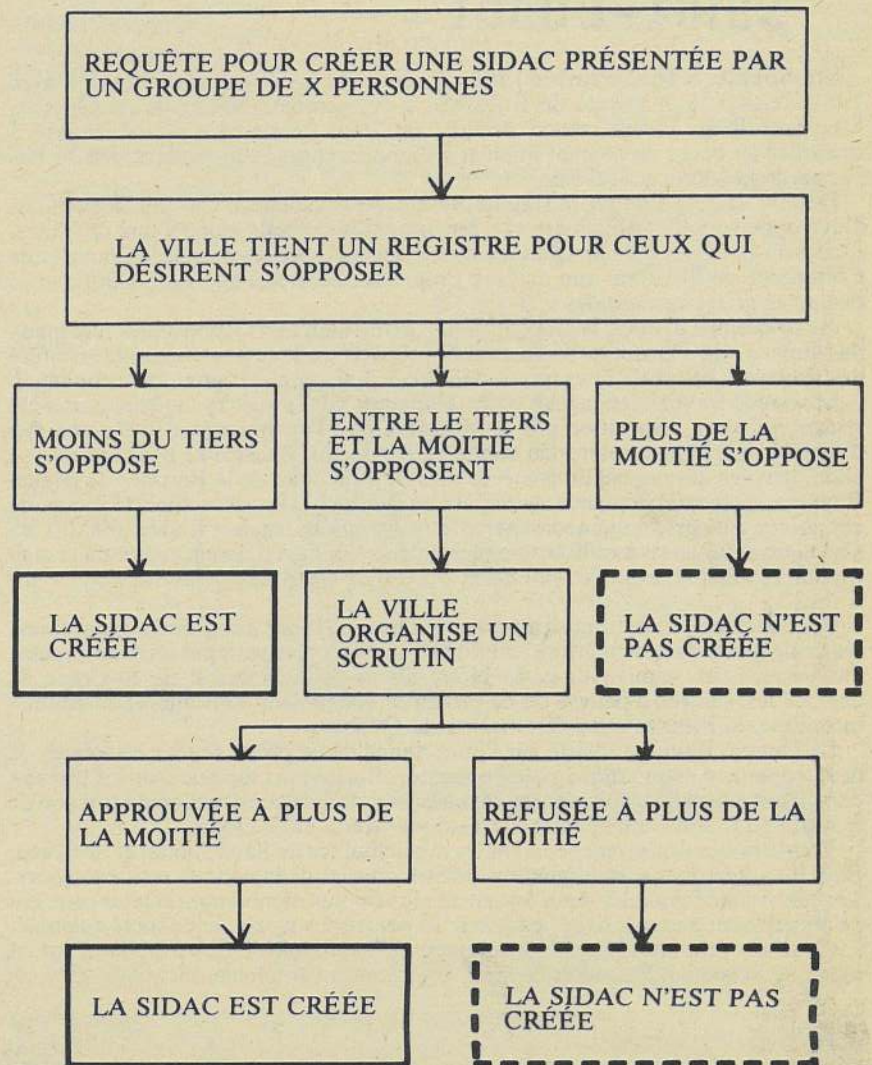 REQUÊTE POUR CRÉER UNE SIDAC PRÉSENTÉE PAR
UN GROUPE DE X PERSONNES
LA VILLE TIENT UN REGISTRE POUR CEUX QUI
DÉSIRENT S'OPPOSER
MOINS DU TIERS
S'OPPOSE
ENTRE LE TIERS
ET LA MOITIÉ
S'OPPOSENT
PLUS DE LA
MOITIÉ S'OPPOSE
LA SIDAC EST
CRÉÉE
LA VILLE
ORGANISE UN
SCRUTIN
LA SIDAC N'EST
PAS CRÉÉE
APPROUVÉE À PLUS DE
LA MOITIÉ
REFUSÉE À PLUS DE LA
MOITIÉ
LA SIDAC EST CRÉÉE
LA SIDAC N'EST PAS
CRÉÉE